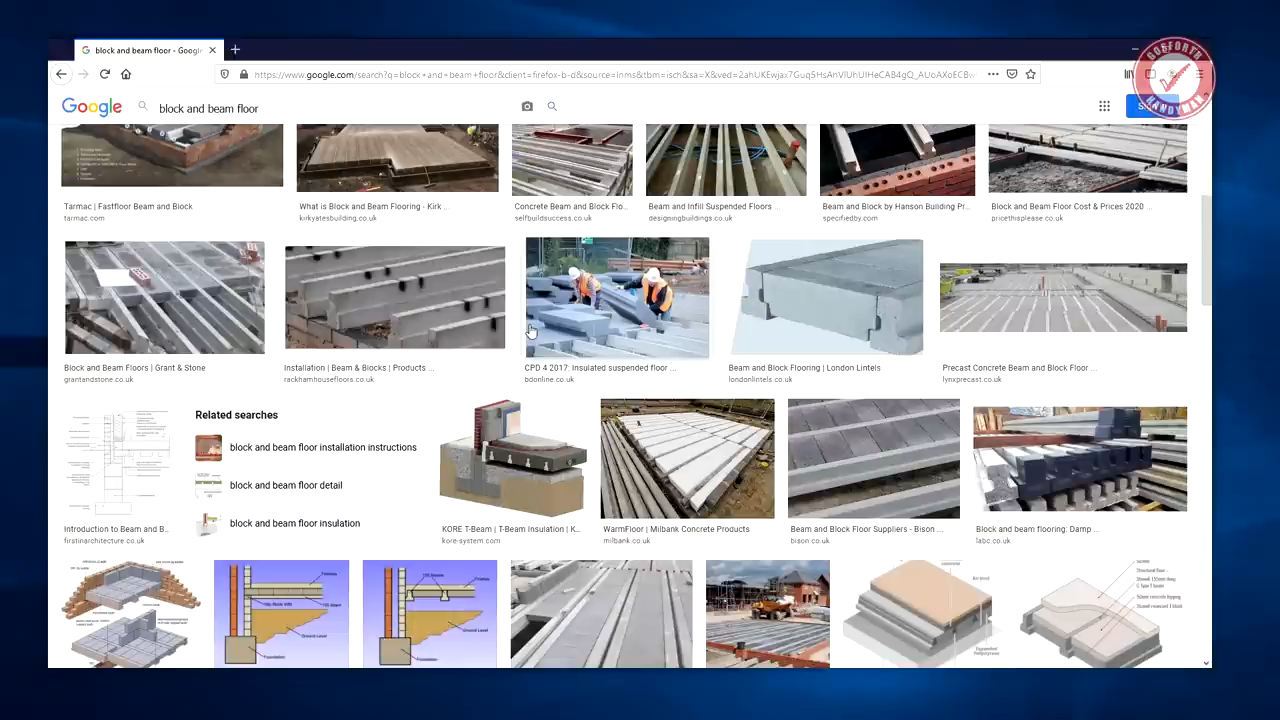 block and beam floor - Google
GOSFORTH
HANDYMAN
https://www.google.com/search?q=block+and+beam+floor&client=firefox-b-d&source=lnms&tbm=isch&sa=X&ved=
Google
block and beam floor
Tarmac | Fastfloor Beam and Block
tarmac.com
What is Block and Beam Flooring - Kirk ...
kirkyatesbuilding.co.uk
Concrete Beam and Block Flo...
selfbuildsuccess.co.uk
Beam and Infill Suspended Floors ...
designingbuildings.co.uk
Beam and Block by Hanson Building Pr...
specifiedby.com
Block and Beam Floor Cost & Prices 2020 ...
pricethisplease.co.uk
Block and Beam Floors | Grant & Stone
grantandstone.co.uk
Installation | Beam & Blocks | Products ...
rackhamhousefloors.co.uk
CPD 4 2017: Insulated suspended floor ...
bdonline.co.uk
Beam and Block Flooring | London Lintels
londonlintels.co.uk
Precast Concrete Beam and Block Floor ...
lynxprecast.co.uk
Introduction to Beam and B...
firstinarchitecture.co.uk
Related searches
block and beam floor installation instructions
block and beam floor detail
block and beam floor insulation
KORE T-Beam | T-Beam Insulation | K...
kore-system.com
WarmFloor | Milbank Concrete Products
milbank.co.uk
Beam and Block Floor Suppliers - Bison ...
bison.co.uk
Block and beam flooring: Damp ...
labc.co.uk
Ground Level
Foundation
Ground Level
Foundation